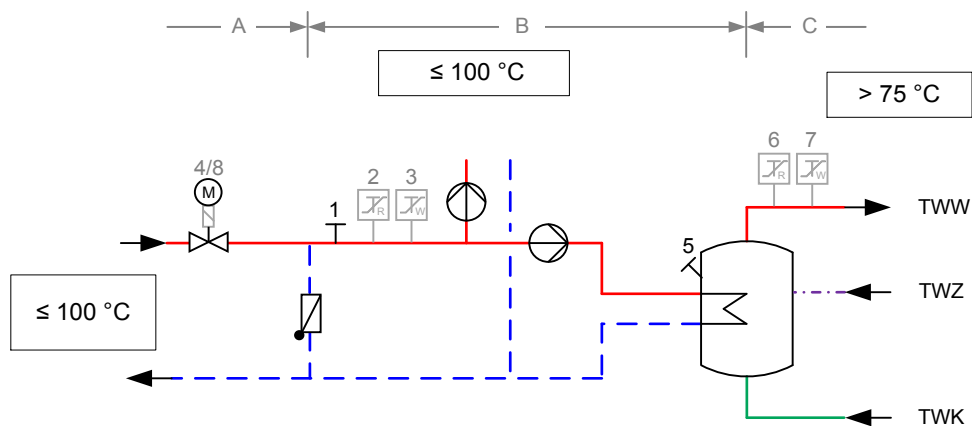 A B C
≤ 100 °C
> 75 °C
4/8
M
2 3
6 7
R W
R W
1
TWW
5
TWZ
≤ 100 °C
TWK